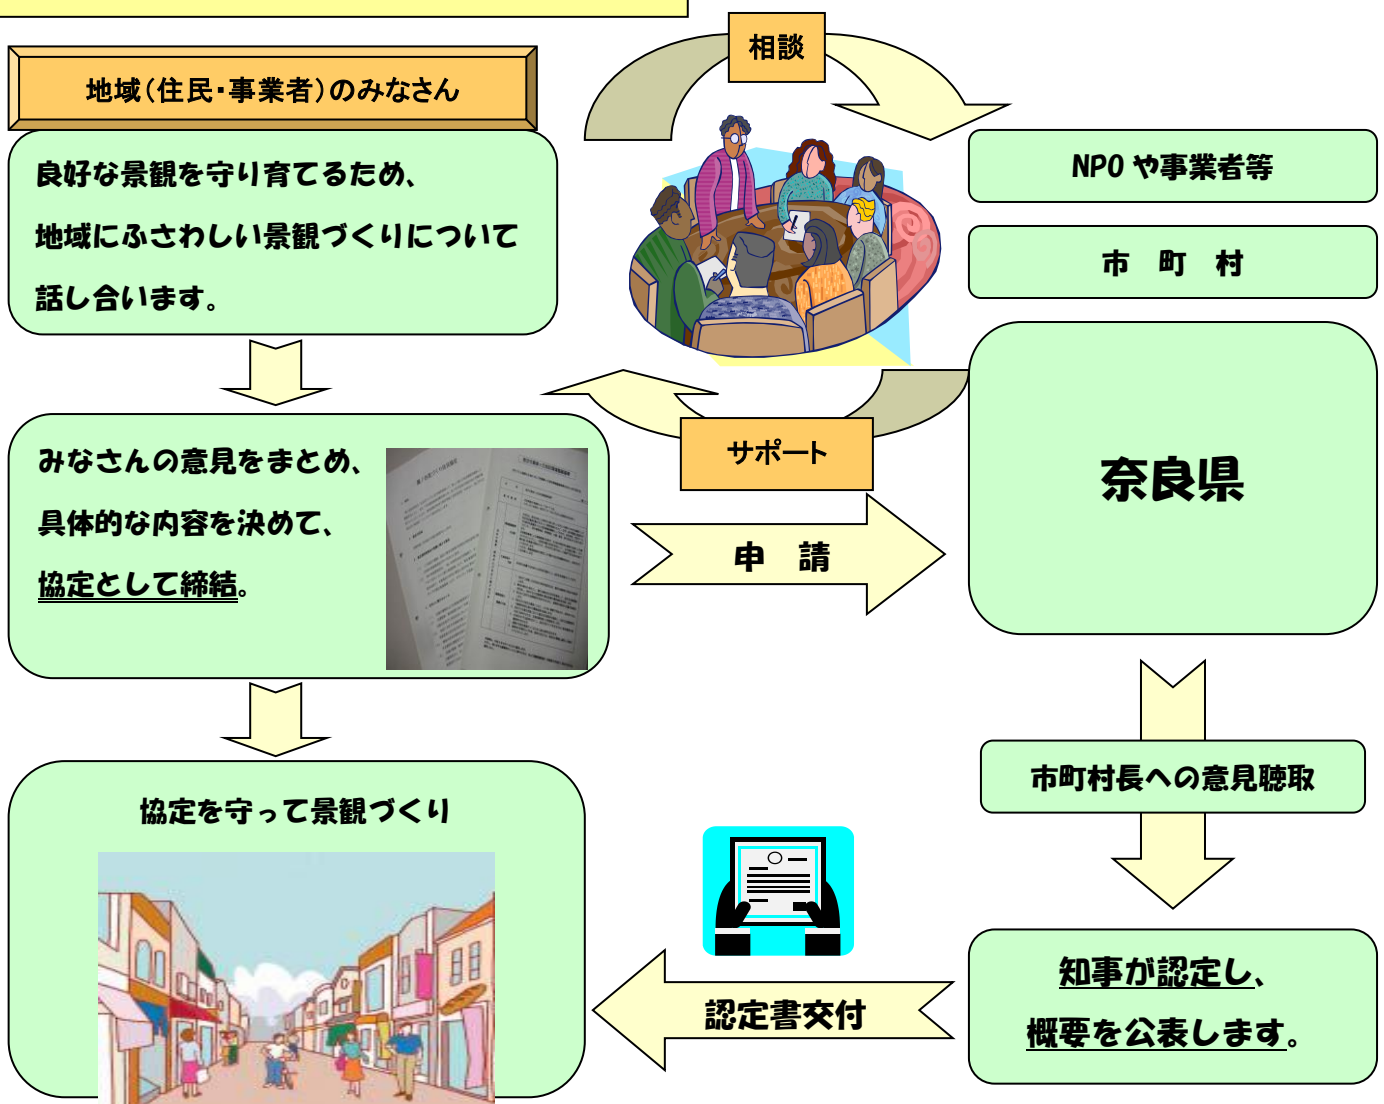 相談
地域(住民・事業者)のみなさん
良好な景観を守り育てるため、
地域にふさわしい景観づくりについて
話し合います。
NPO や事業者等
市 町 村
サポート
奈良県
みなさんの意見をまとめ、
具体的な内容を決めて、
協定として締結。
申 請
市町村長への意見聴取
協定を守って景観づくり
認定書交付
知事が認定し、
概要を公表します。